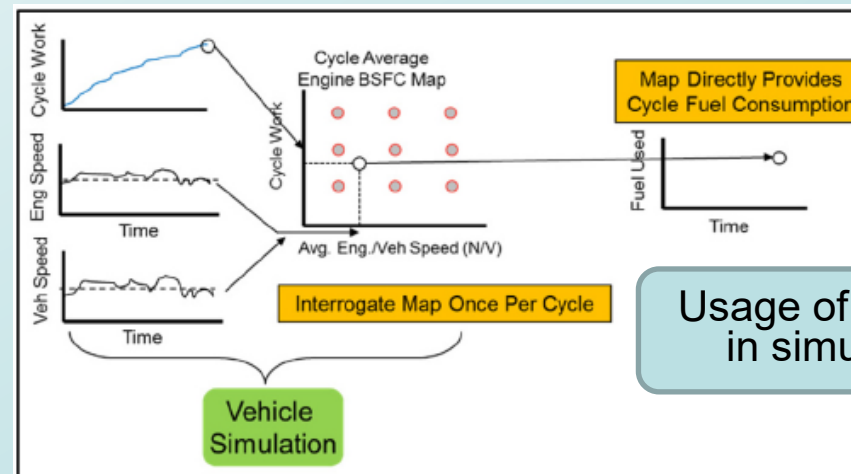 Cycle Work
Cycle Average
Engine BSFC Map
Cycle Work
Map Directly Provides
Cycle Fuel Consumption
Fuel Used
Time
Eng Speed
Time
Avg. Eng./Veh Speed (N/V)
Veh Speed
Time
Interrogate Map Once Per Cycle
Usage of
in
Vehicle
Simulation